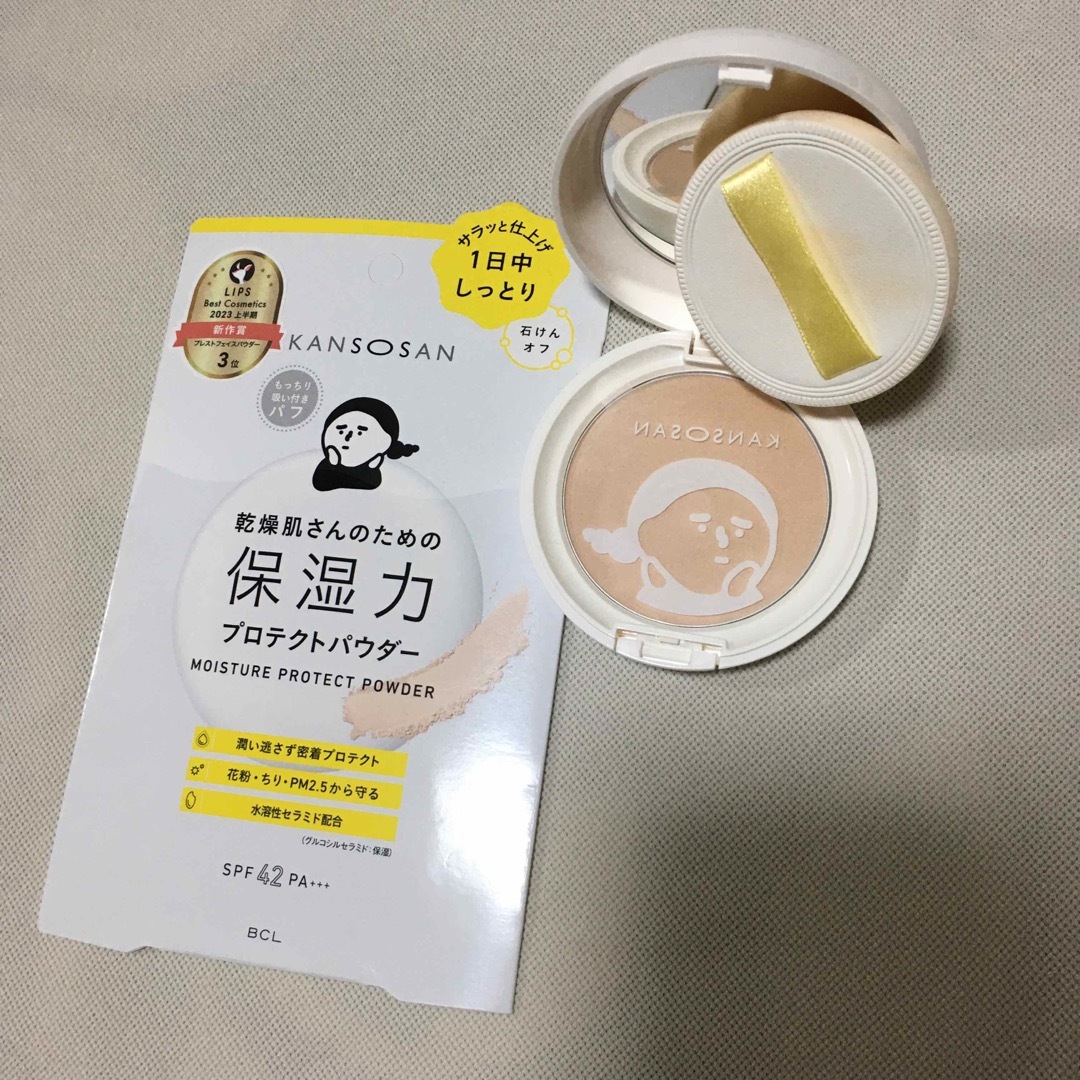 サラッと仕上げ
1日中
しっとり
石けん
オフ
LIPS
Best Cosmetics
2023 上半期
新作賞
プレストフェイスパウダー
3位
KANSOSAN
もっちり
吸い付き
パフ
乾燥肌さんのための
保湿力
プロテクトパウダー
MOISTURE PROTECT POWDER
潤い逃さず密着プロテクト
花粉・ちり・PM2.5から守る
水溶性セラミド配合
(グルコシルセラミド:保湿)
SPF 42 PA+++
BCL
KANSOSAN